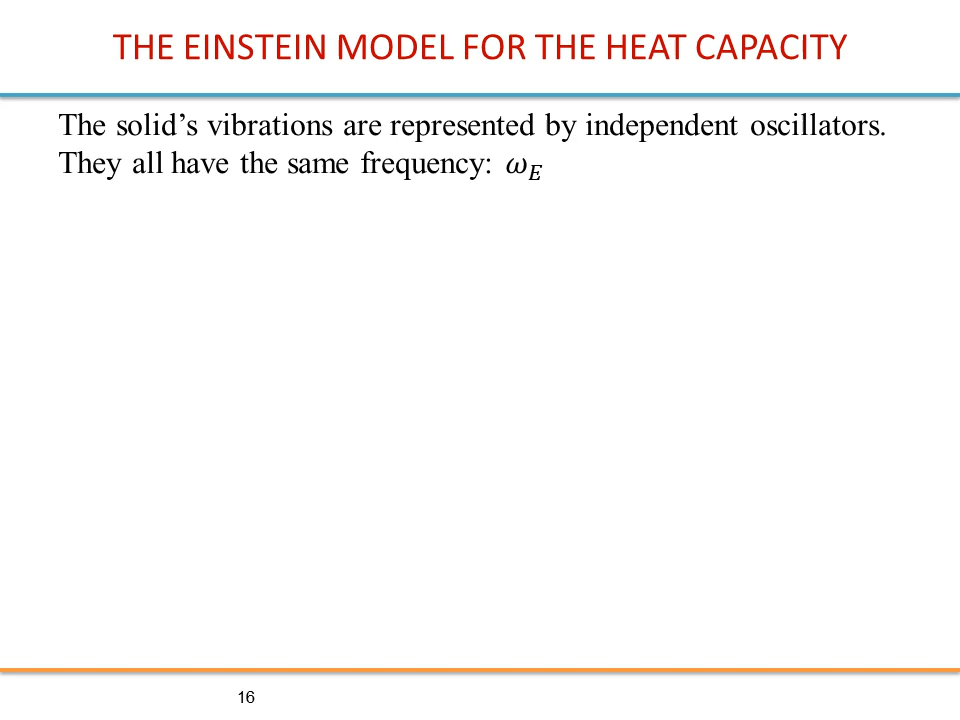 THE EINSTEIN MODEL FOR THE HEAT CAPACITY
The solid’s vibrations are represented by independent oscillators.
They all have the same frequency: 𝜔𝐸
16